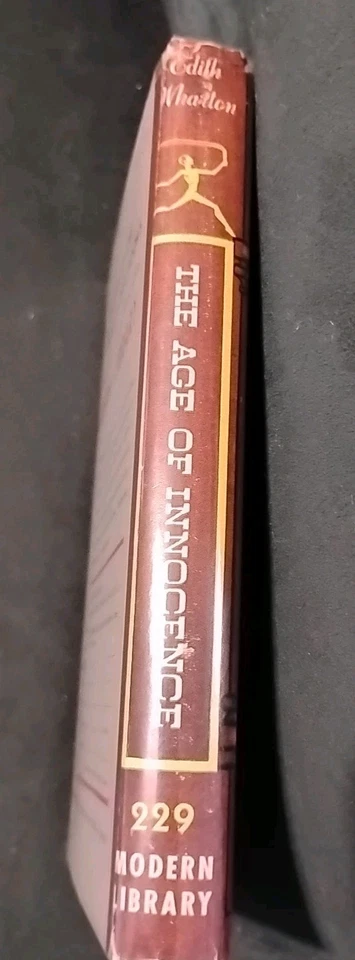 Edith
Wharton
THE AGE OF INNOCENCE
229
MODERN
LIBRARY